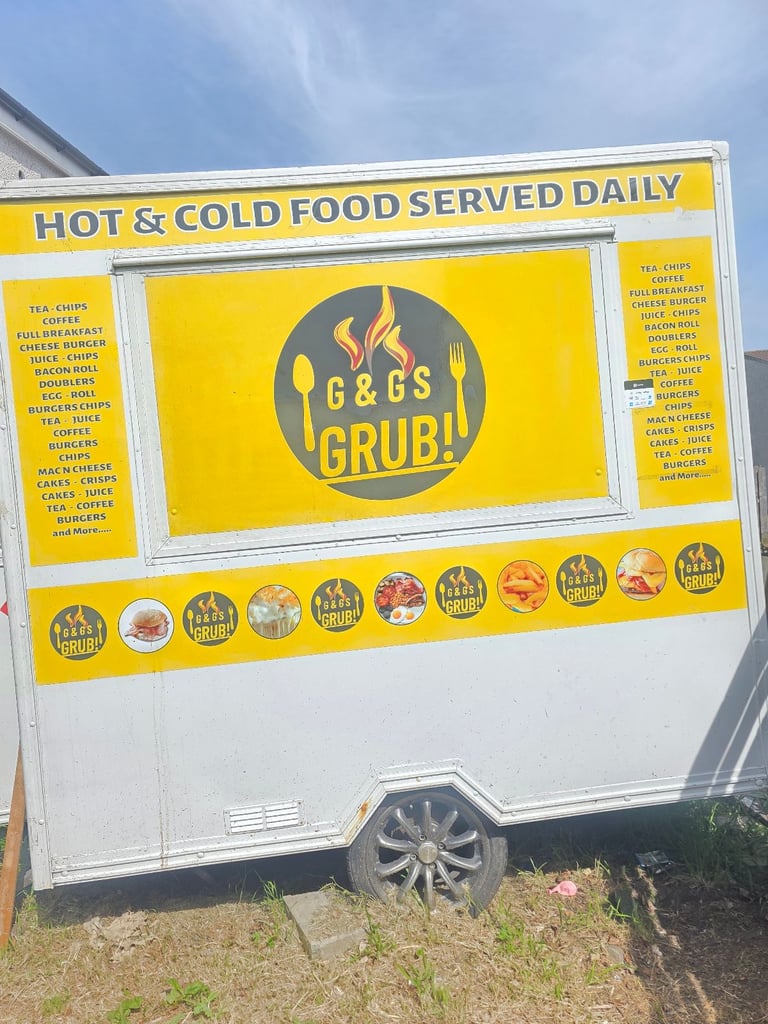 HOT & COLD FOOD SERVED DAILY
TEA - CHIPS
COFFEE
FULL BREAKFAST
CHEESE BURGER
JUICE - CHIPS
BACON ROLL
DOUBLERS
EGG - ROLL
BURGERS CHIPS
TEA - JUICE
COFFEE
BURGERS
CHIPS
MAC N CHEESE
CAKES - CRISPS
CAKES - JUICE
TEA - COFFEE
BURGERS
and More.....
G & GS
GRUB!
TEA - CHIPS
COFFEE
FULL BREAKFAST
CHEESE BURGER
JUICE - CHIPS
BACON ROLL
DOUBLERS
EGG - ROLL
BURGERS CHIPS
TEA - JUICE
COFFEE
BURGERS
CHIPS
MAC N CHEESE
CAKES - CRISPS
CAKES - JUICE
TEA - COFFEE
BURGERS
and More.....
G & GS
GRUB!
G & GS
GRUB!
G & GS
GRUB!
G & GS
GRUB!
G & GS
GRUB!
G & GS
GRUB!